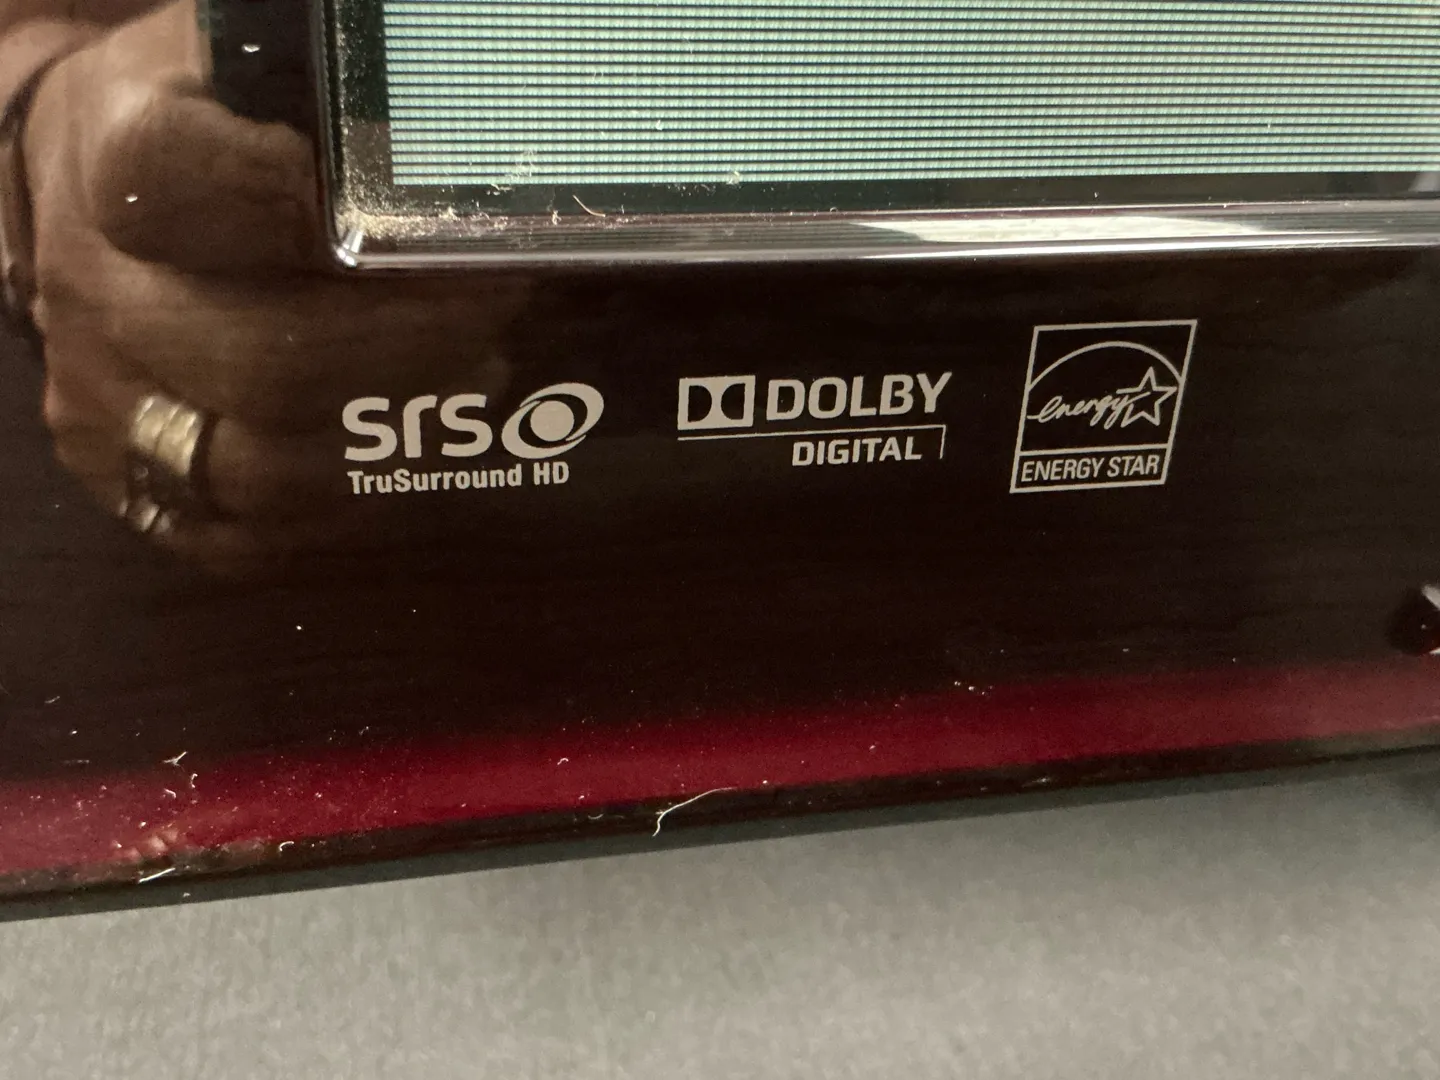 SRS
TruSurround HD
DOLBY
DIGITAL
energy
ENERGY STAR